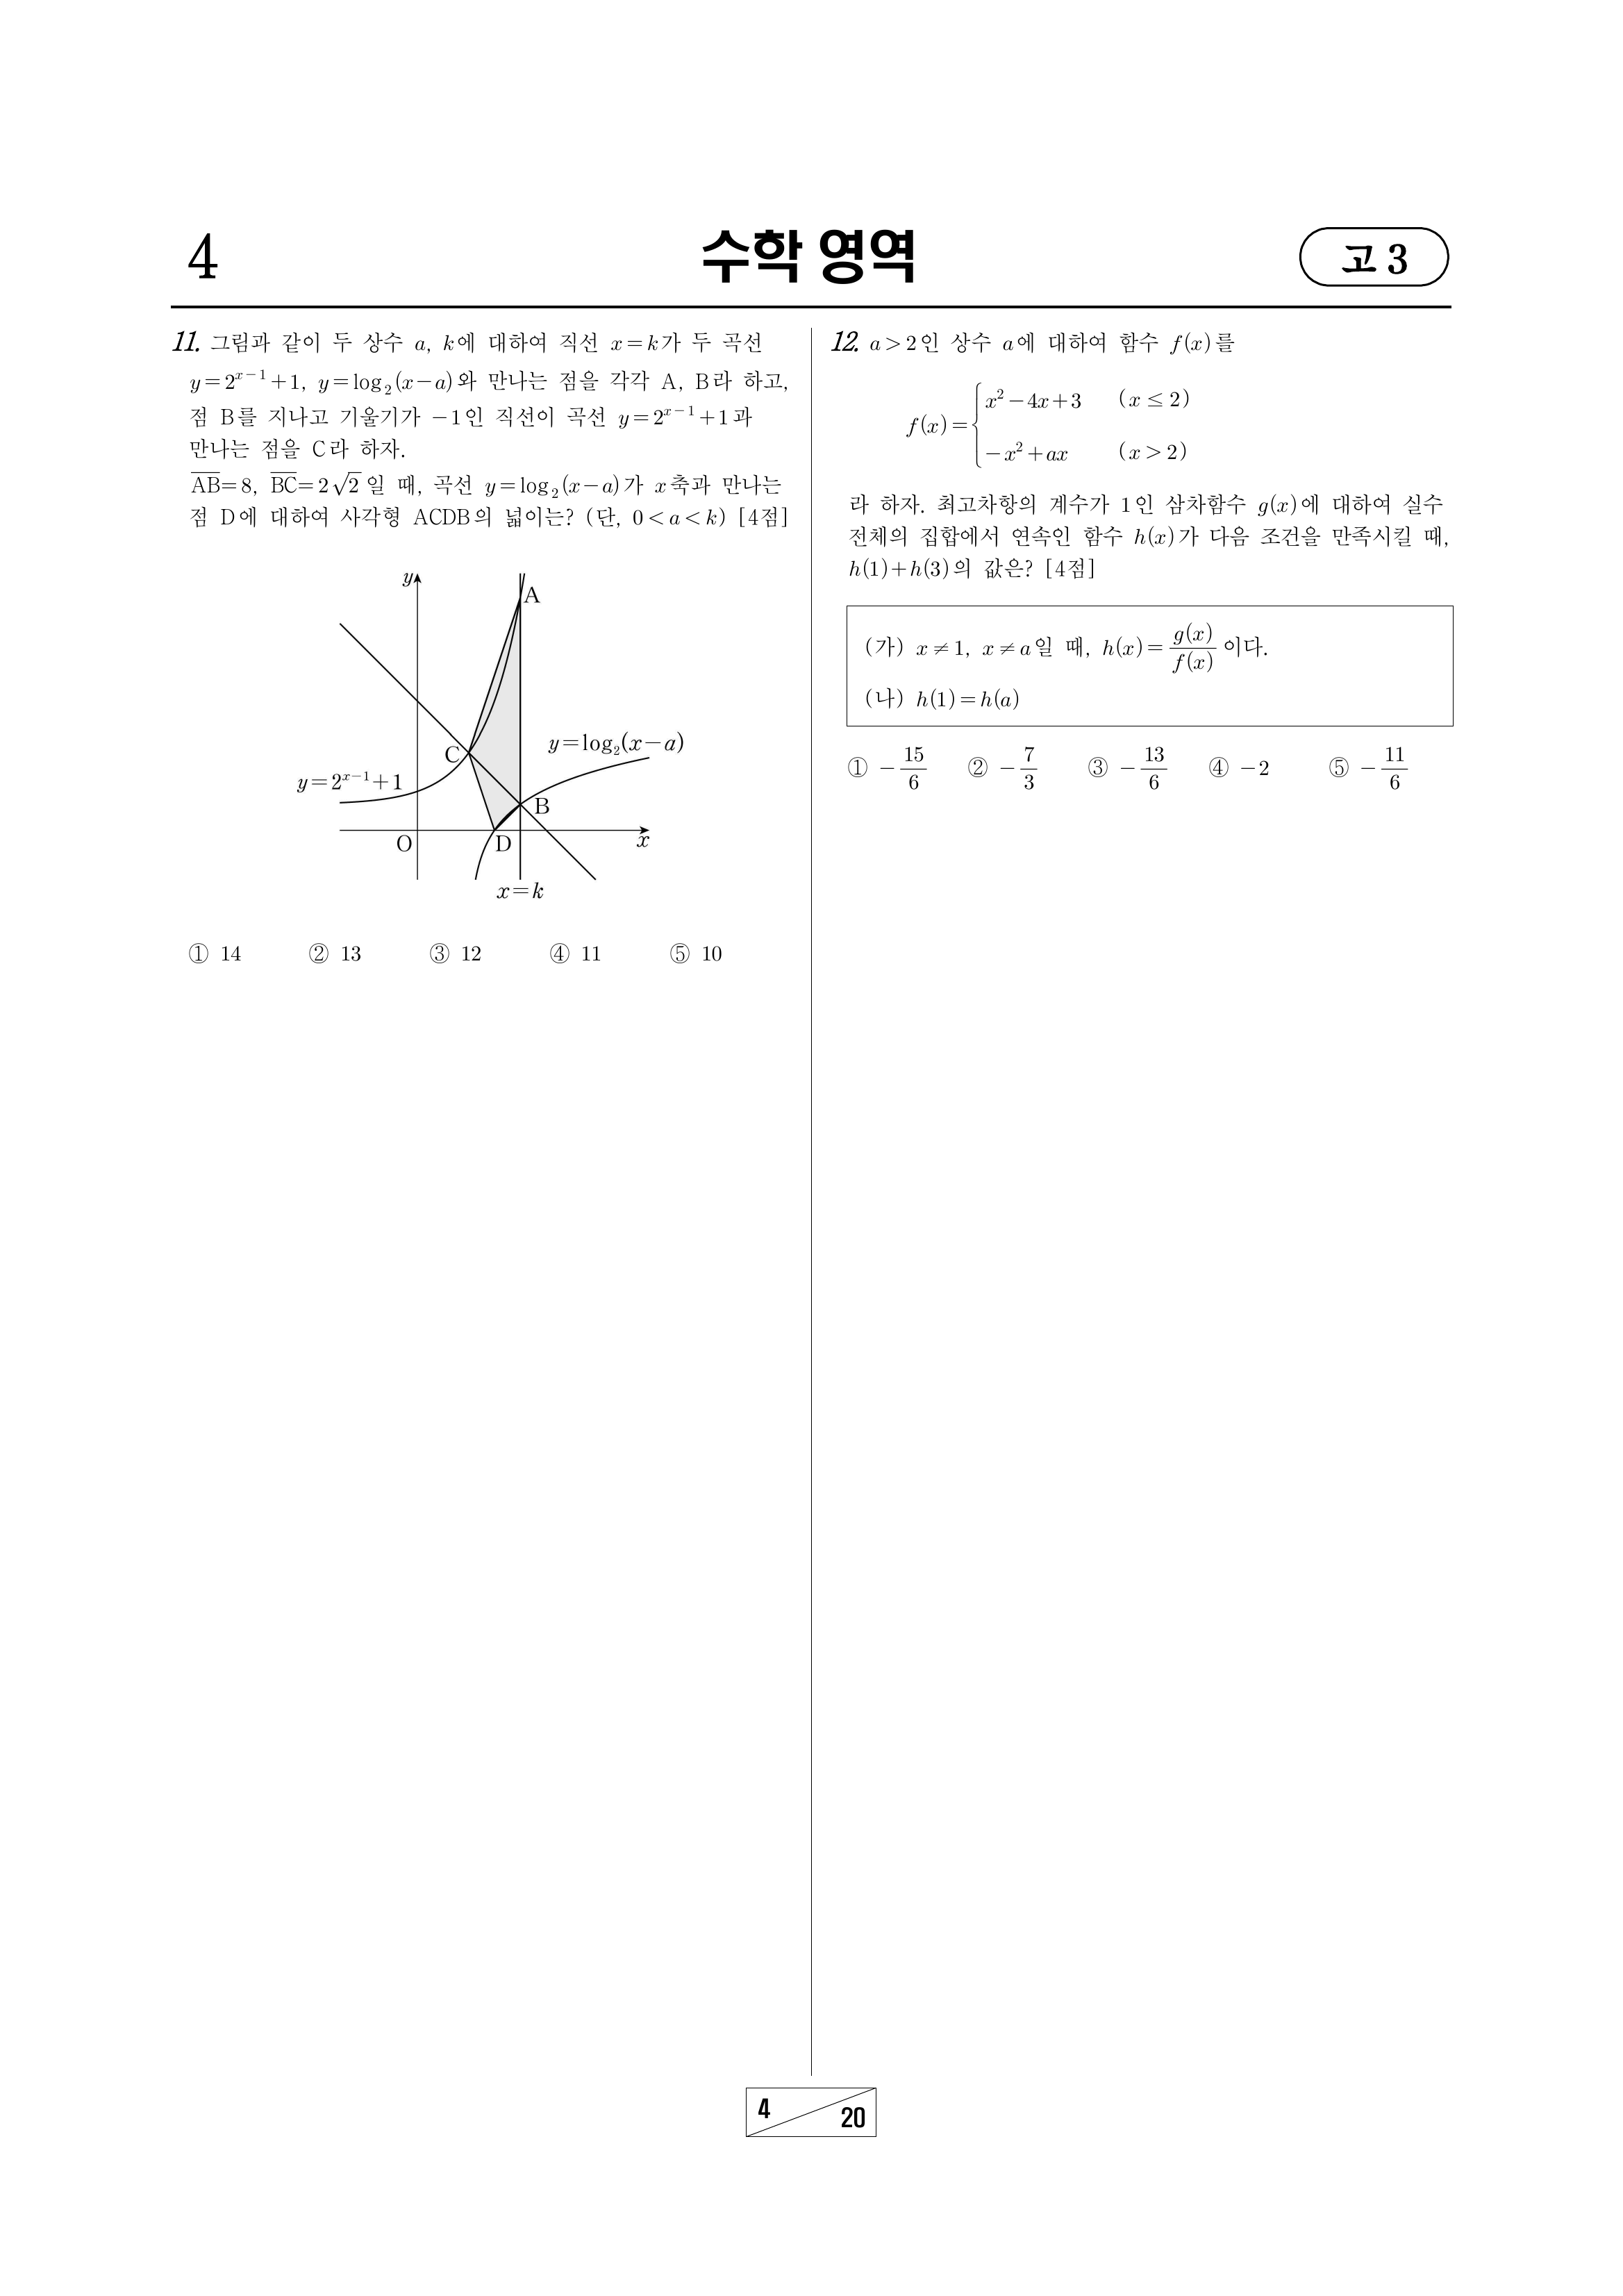 4
수학 영역
고 3
11. 그림과 같이 두 상수 a, k에 대하여 직선 x=k가 두 곡선
y=2^{x-1}+1, y=log_2(x-a)와 만나는 점을 각각 A, B라 하고,
점 B를 지나고 기울기가 -1인 직선이 곡선 y=2^{x-1}+1과
만나는 점을 C라 하자.
\overline{AB}=8, \overline{BC}=2√2일 때, 곡선 y=log_2(x-a)가 x축과 만나는
점 D에 대하여 사각형 ACDB의 넓이는? (단, 0<a<k) [4점]
y
A
C
y=log_2(x-a)
y=2^{x-1}+1
B
O
D
x
x=k
① 14 ② 13 ③ 12 ④ 11 ⑤ 10
12. a>2인 상수 a에 대하여 함수 f(x)를
f(x)={ x^2-4x+3 (x≤2)
-x^2+ax (x>2)
라 하자. 최고차항의 계수가 1인 삼차함수 g(x)에 대하여 실수
전체의 집합에서 연속인 함수 h(x)가 다음 조건을 만족시킬 때,
h(1)+h(3)의 값은? [4점]
(가) x≠1, x≠a일 때, h(x)=\frac{g(x)}{f(x)}이다.
(나) h(1)=h(a)
① -\frac{15}{6} ② -\frac{7}{3} ③ -\frac{13}{6} ④ -2 ⑤ -\frac{11}{6}
4
20